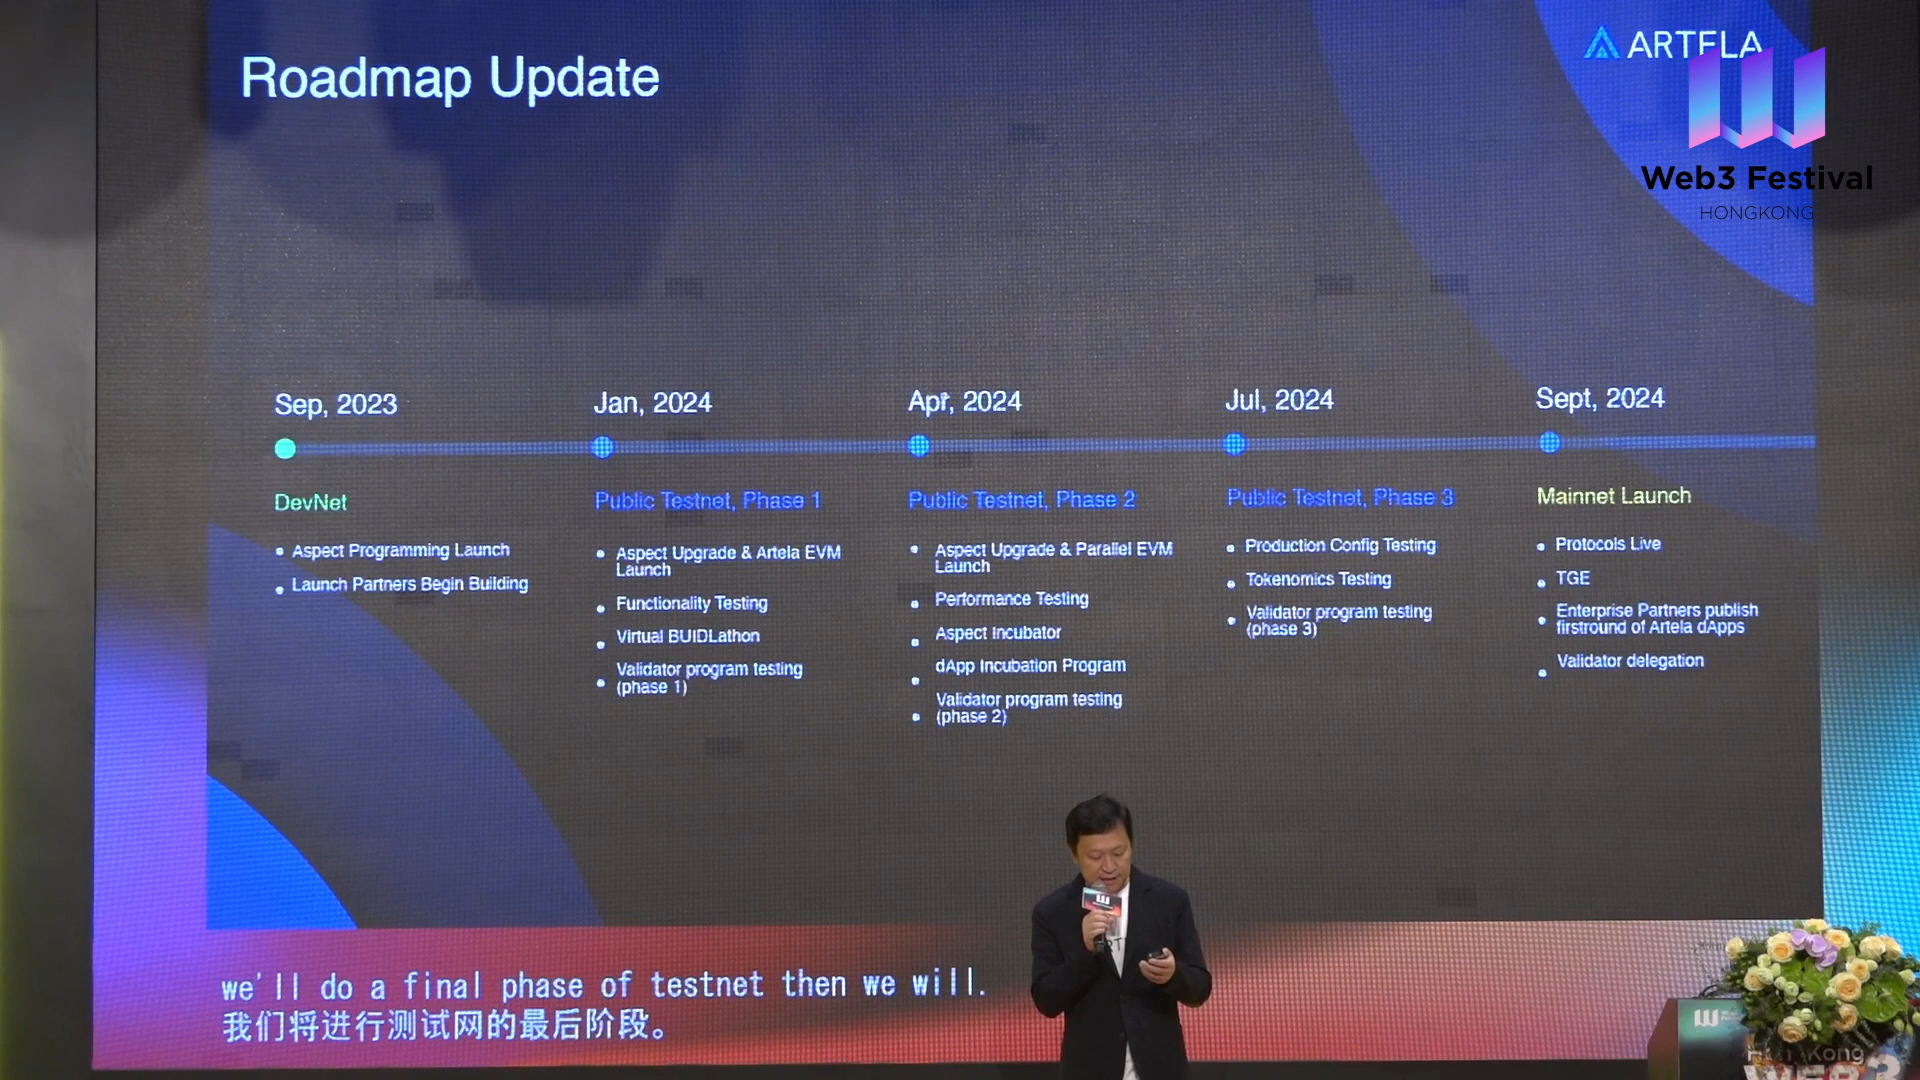 Roadmap Update
ARTELA
Web3 Festival
HONGKONG
Sep, 2023
Jan, 2024
Apr, 2024
Jul, 2024
Sept, 2024
DevNet
Aspect Programming Launch
Launch Partners Begin Building
Public Testnet, Phase 1
Aspect Upgrade & Artela EVM
Launch
Functionality Testing
Virtual BUIDLathon
Validator program testing
(phase 1)
Public Testnet, Phase 2
Aspect Upgrade & Parallel EVM
Launch
Performance Testing
Aspect Incubator
dApp Incubation Program
Validator program testing
(phase 2)
Public Testnet, Phase 3
Production Config Testing
Tokenomics Testing
Validator program testing
(phase 3)
Mainnet Launch
Protocols Live
TGE
Enterprise Partners publish
firstround of Artela dApps
Validator delegation
we'll do a final phase of testnet then we will.
我们将进行测试网的最后阶段。
Hong Kong
WEB3